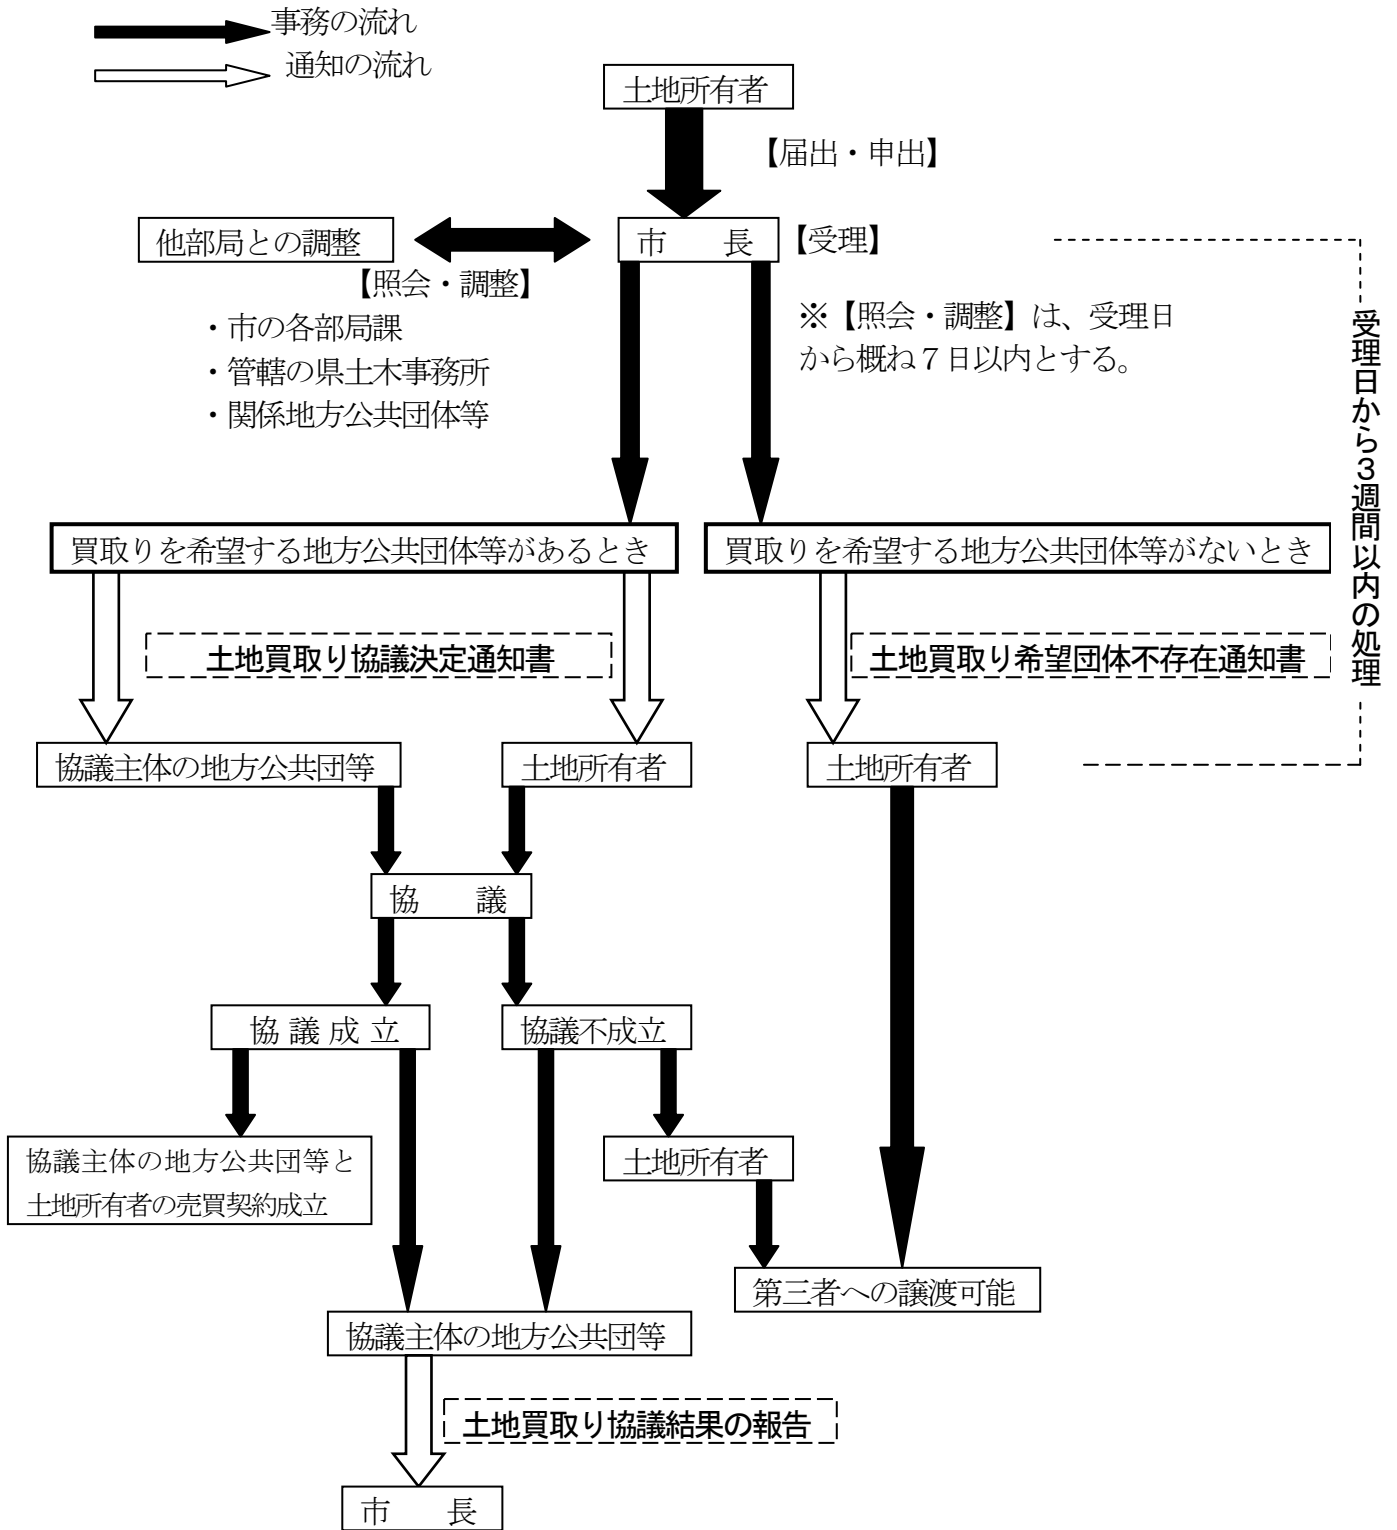 事務の流れ
通知の流れ
土地所有者
【届出・申出】
他部局との調整
市　　長
【受理】
【照会・調整】
・市の各部局課
・管轄の県土木事務所
・関係地方公共団体等
※【照会・調整】は、受理日
から概ね７日以内とする。
受理日から３週間以内の処理
買取りを希望する地方公共団体等があるとき
買取りを希望する地方公共団体等がないとき
土地買取り協議決定通知書
土地買取り希望団体不存在通知書
協議主体の地方公共団等
土地所有者
土地所有者
協　　議
協 議 成 立
協議不成立
協議主体の地方公共団等と
土地所有者の売買契約成立
土地所有者
第三者への譲渡可能
協議主体の地方公共団等
土地買取り協議結果の報告
市　　長